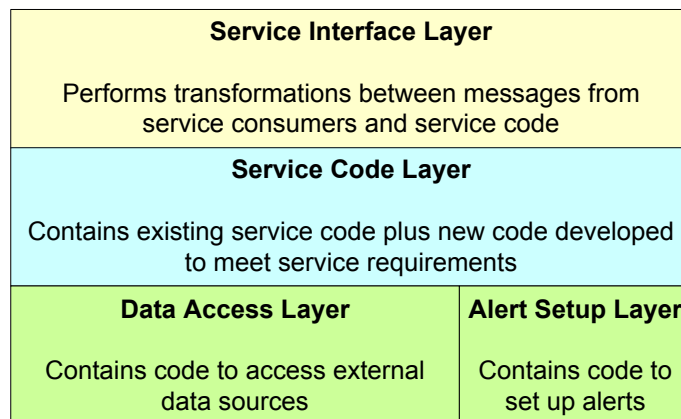 Service Interface Layer
Performs transformations between messages from
service consumers and service code
Service Code Layer
Contains existing service code plus new code developed
to meet service requirements
Data Access Layer
Contains code to access external
data sources
Alert Setup Layer
Contains code to
set up alerts